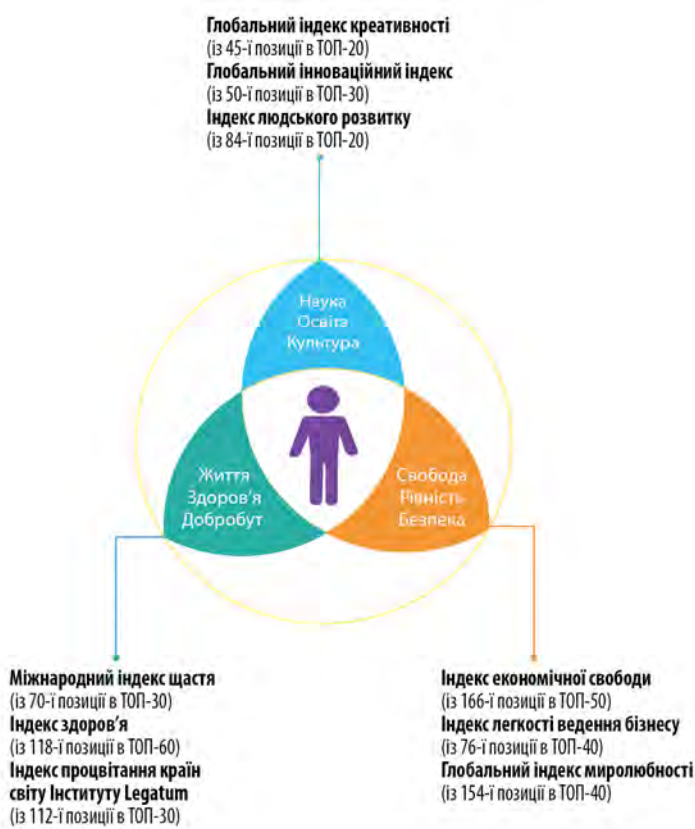 Глобальний індекс креативності
(із 45-ї позиції в ТОП-20)
Глобальний інноваційний індекс
(із 50-ї позиції в ТОП-30)
Індекс людського розвитку
(із 84-ї позиції в ТОП-20)
Наука
Освіта
Культура
Життя
Здоров'я
Добробут
Свобода
Рівність
Безпека
Міжнародний індекс щастя
(із 70-ї позиції в ТОП-30)
Індекс здоров'я
(із 118-ї позиції в ТОП-60)
Індекс процвітання країн
світу Інституту Legatum
(із 112-ї позиції в ТОП-30)
Індекс економічної свободи
(із 166-ї позиції в ТОП-50)
Індекс легкості ведення бізнесу
(із 76-ї позиції в ТОП-40)
Глобальний індекс миролюбності
(із 154-ї позиції в ТОП-40)